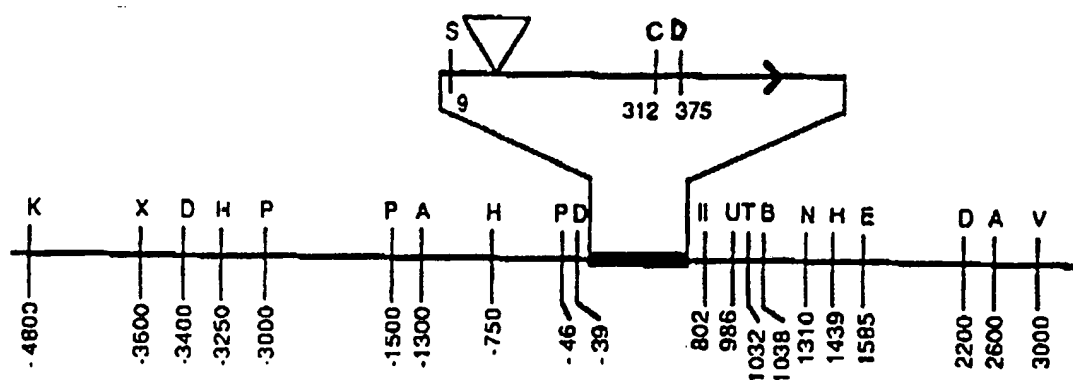 S C D
9 312 375
K X D H P P A H P D II U T B N H E D A V
-4800 -3600 -3400 -3250 -3000 -1500 -1300 -750 -46 -39 802 986 1032 1038 1310 1439 1585 2200 2600 3000